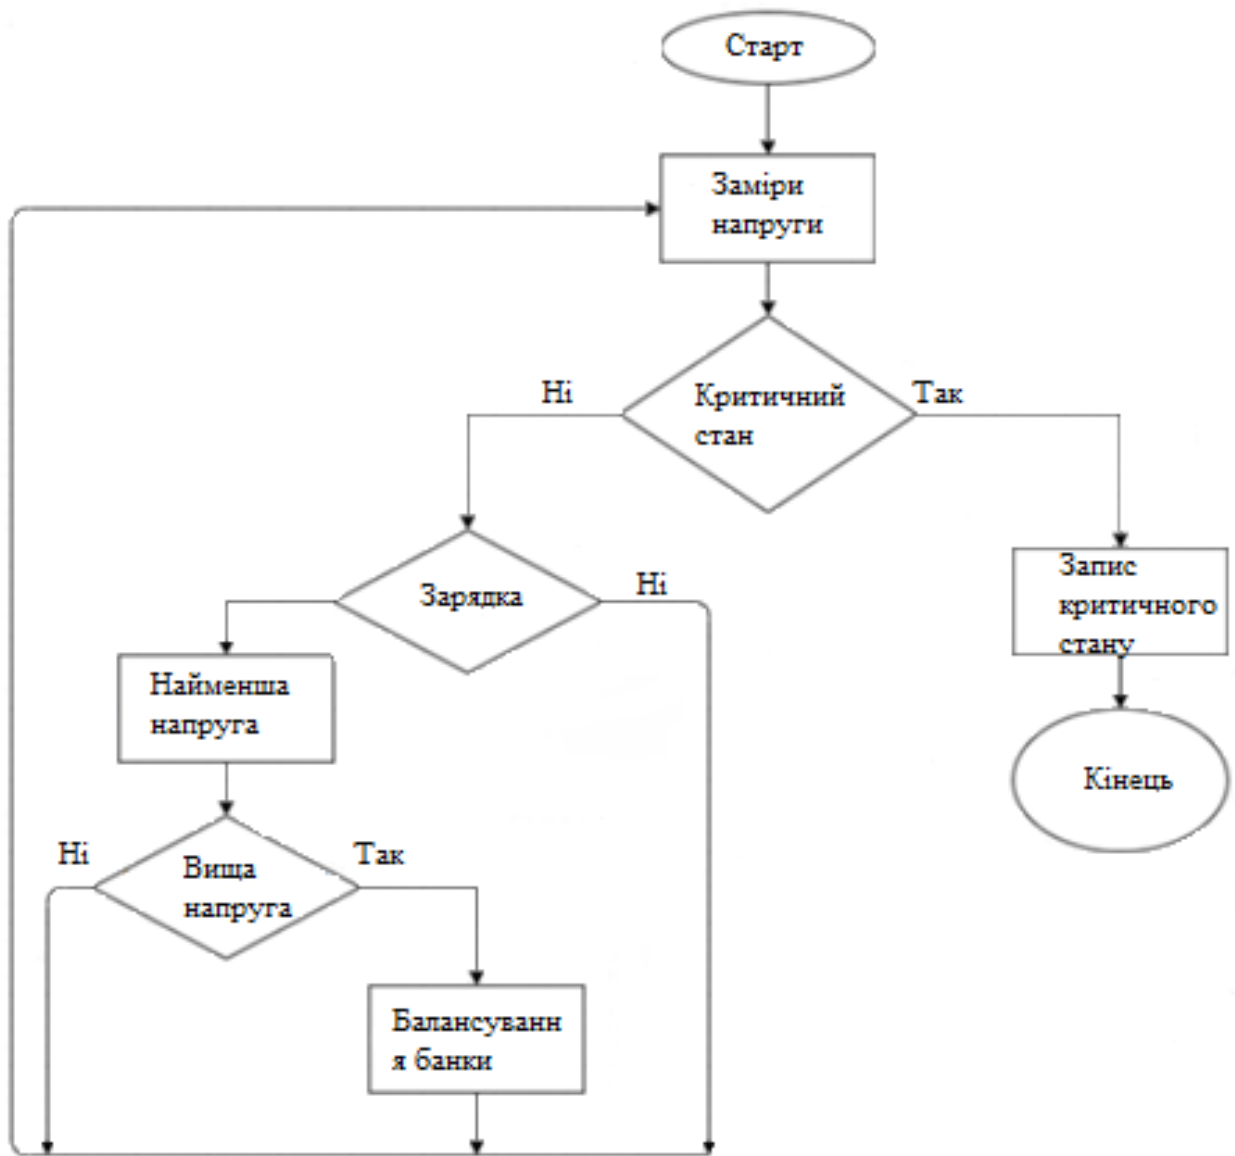 Старт
Заміри
напруги
Ні
Критичний
стан
Так
Зарядка
Ні
Запис
критичного
стану
Найменша
напруга
Кінець
Ні
Вища
напруга
Так
Балансуванн
я банки